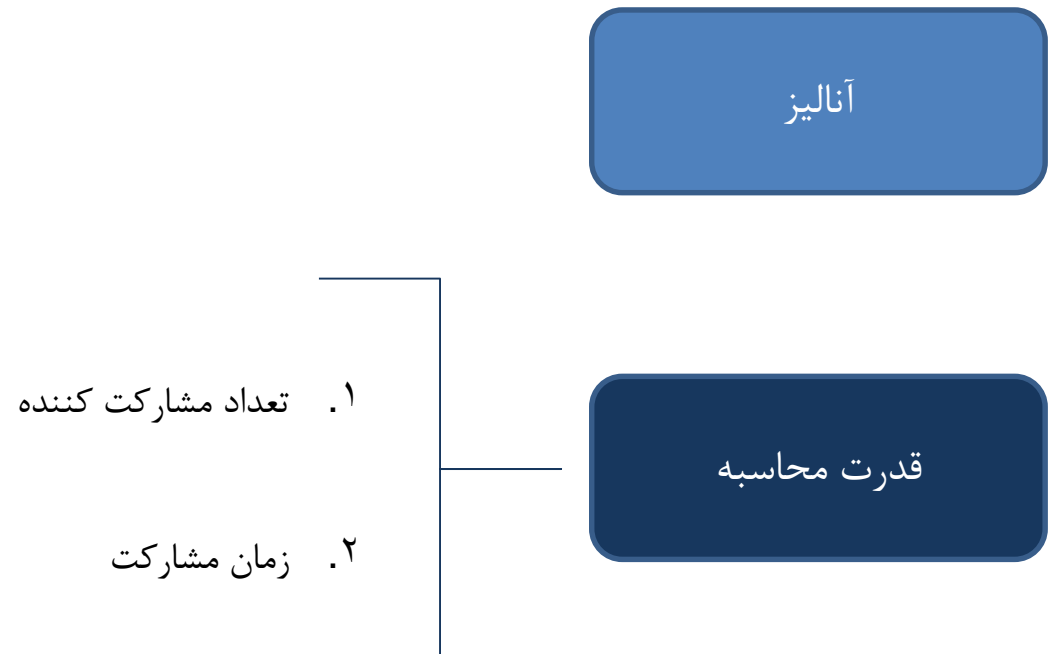 آنالیز
قدرت محاسبه
۱. تعداد مشارکت کننده
۲. زمان مشارکت